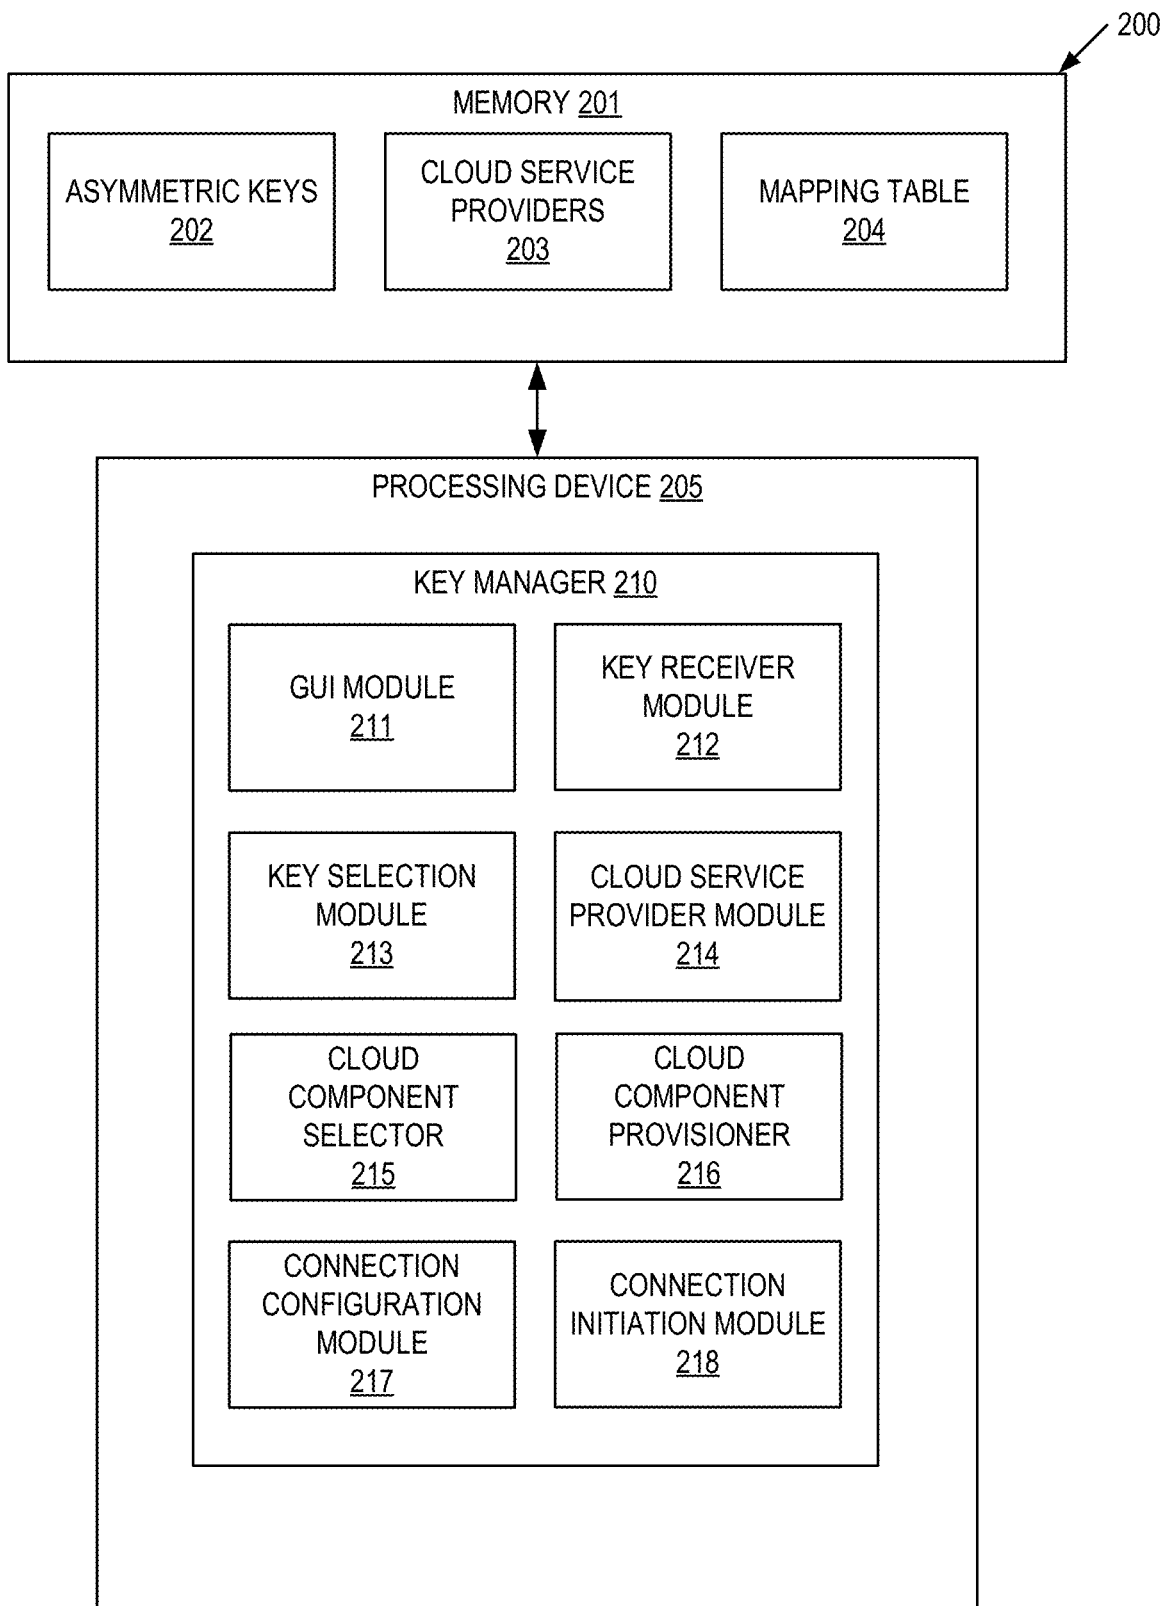 200
MEMORY 201
ASYMMETRIC KEYS
202
CLOUD SERVICE
PROVIDERS
203
MAPPING TABLE
204
PROCESSING DEVICE 205
KEY MANAGER 210
GUI MODULE
211
KEY RECEIVER
MODULE
212
KEY SELECTION
MODULE
213
CLOUD SERVICE
PROVIDER MODULE
214
CLOUD
COMPONENT
SELECTOR
215
CLOUD
COMPONENT
PROVISIONER
216
CONNECTION
CONFIGURATION
MODULE
217
CONNECTION
INITIATION MODULE
218